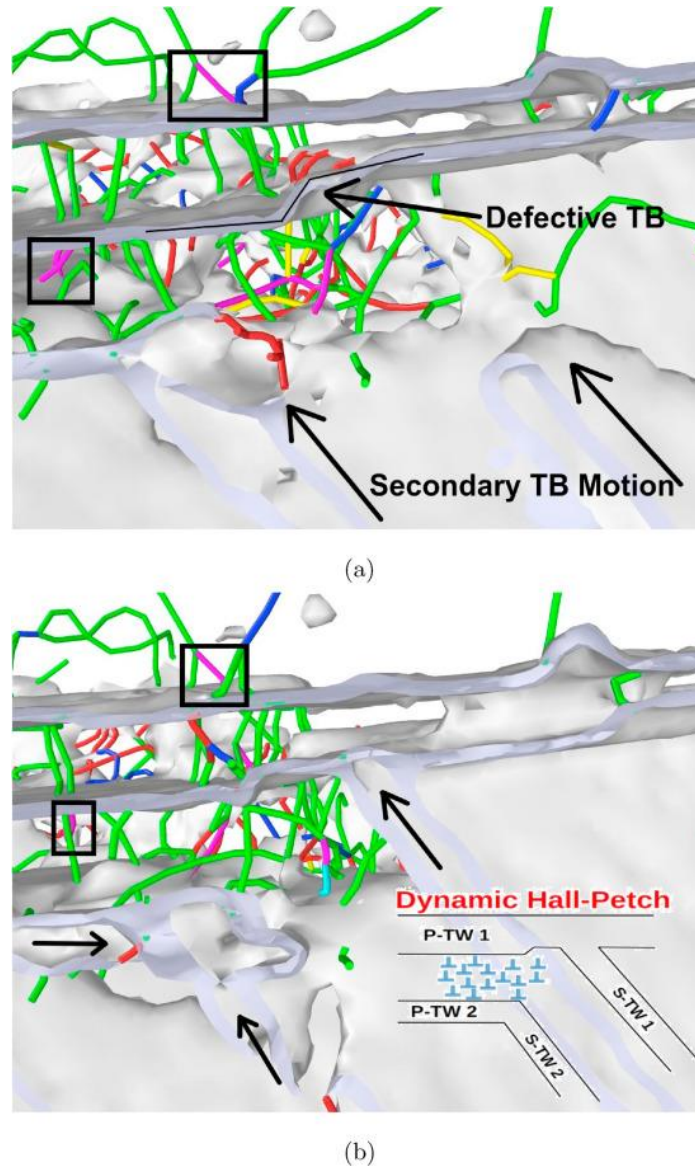 Defective TB
Secondary TB Motion
(a)
Dynamic Hall-Petch
P-TW 1
P-TW 2
S-TW 1
S-TW 2
(b)